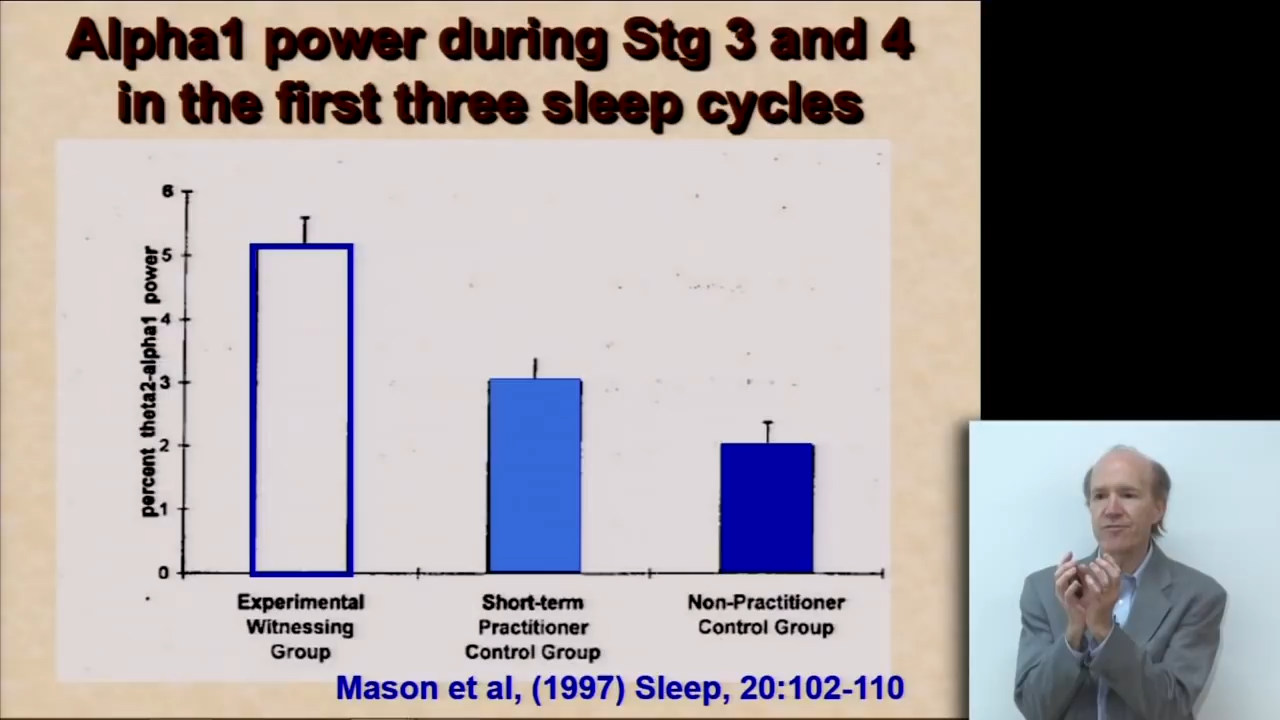 Alpha1 power during Stg 3 and 4
in the first three sleep cycles
percent theta2-alpha1 power
6
5
4
3
2
1
0
Experimental
Witnessing
Group
Short-term
Practitioner
Control Group
Non-Practitioner
Control Group
Mason et al, (1997) Sleep, 20:102-110